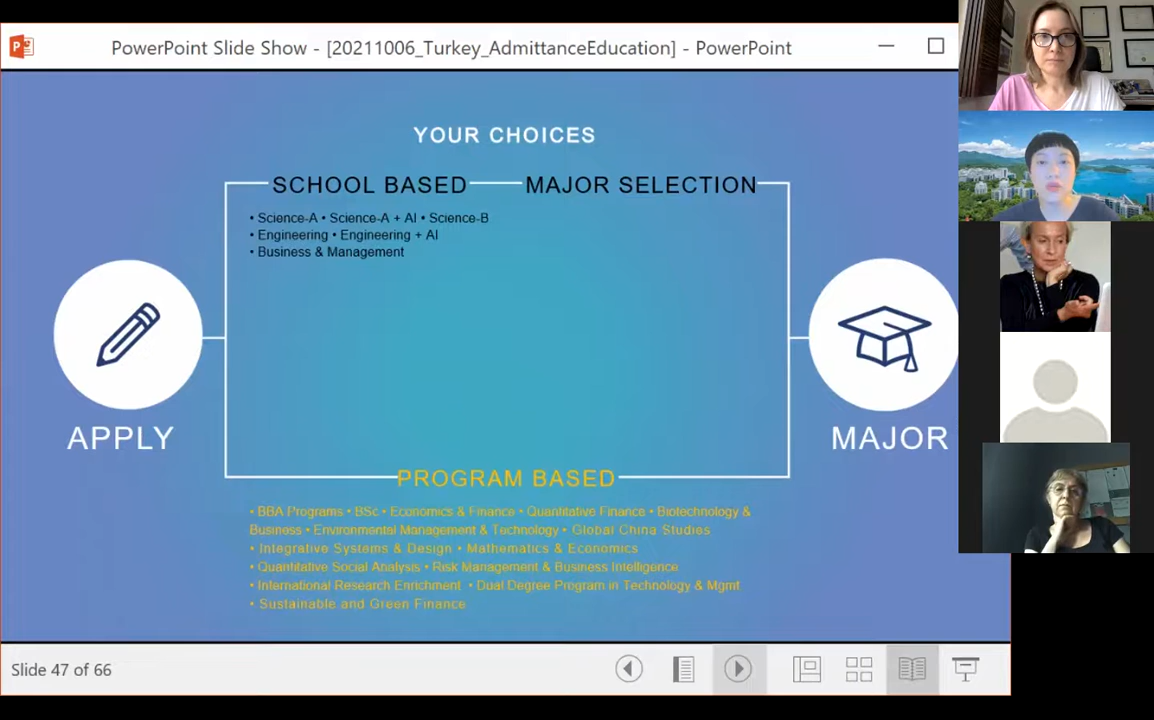 PowerPoint Slide Show - [20211006_Turkey_AdmittanceEducation] - PowerPoint
YOUR CHOICES
SCHOOL BASED MAJOR SELECTION
• Science-A • Science-A + AI • Science-B
• Engineering • Engineering + AI
• Business & Management
APPLY
MAJOR
PROGRAM BASED
• BBA Programs • BSc • Economics & Finance • Quantitative Finance • Biotechnology &
Business • Environmental Management & Technology • Global China Studies
• Integrative Systems & Design • Mathematics & Economics
• Quantitative Social Analysis • Risk Management & Business Intelligence
• International Research Enrichment • Dual Degree Program in Technology & Mgmt
• Sustainable and Green Finance
Slide 47 of 66